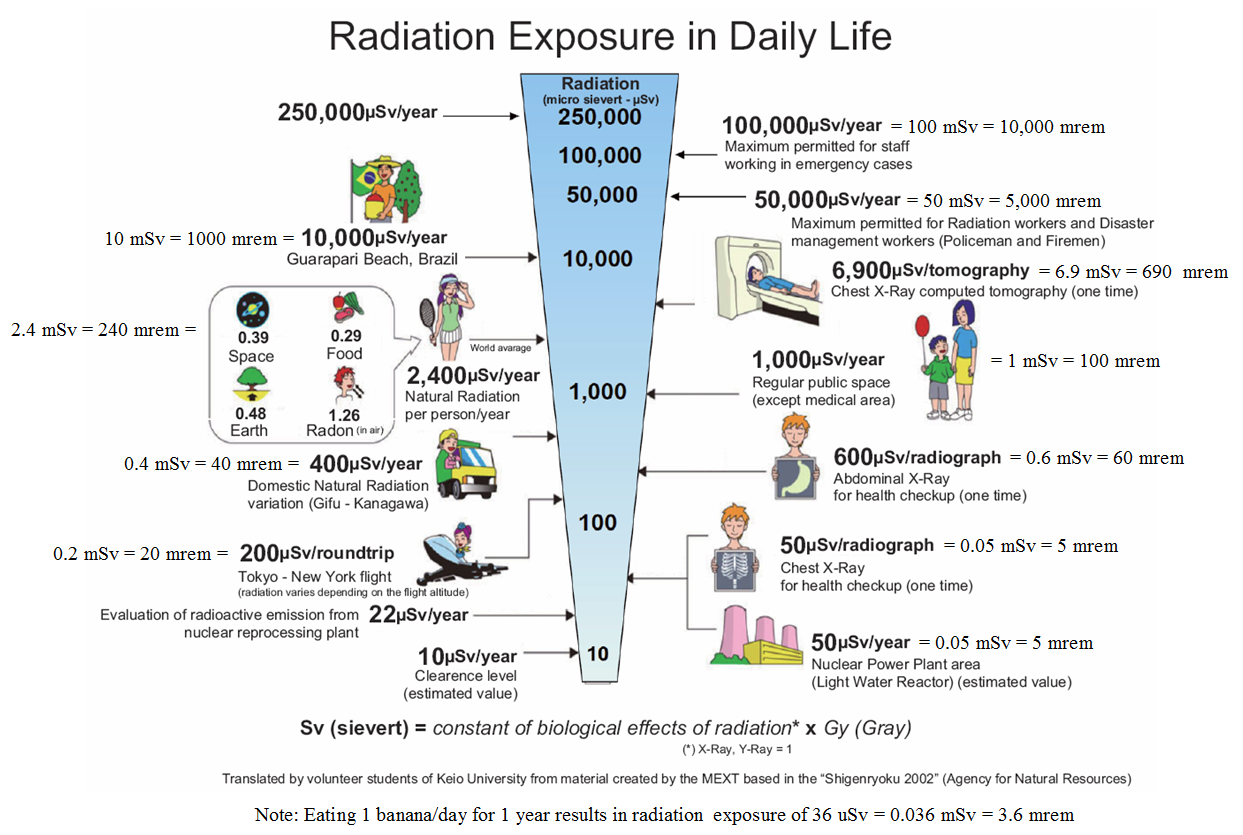 Radiation Exposure in Daily Life
Radiation
(micro sievert - µSv)
250,000
100,000
50,000
10,000
1,000
100
10
250,000µSv/year
10 mSv = 1000 mrem = 10,000µSv/year
Guarapari Beach, Brazil
2.4 mSv = 240 mrem =
0.39
Space
0.29
Food
0.48
Earth
1.26
Radon (in air)
World avarage
2,400µSv/year
Natural Radiation
per person/year
0.4 mSv = 40 mrem = 400µSv/year
Domestic Natural Radiation
variation (Gifu - Kanagawa)
0.2 mSv = 20 mrem = 200µSv/roundtrip
Tokyo - New York flight
(radiation varies depending on the flight altitude)
Evaluation of radioactive emission from 22µSv/year
nuclear reprocessing plant
10µSv/year
Clearence level
(estimated value)
100,000µSv/year = 100 mSv = 10,000 mrem
Maximum permitted for staff
working in emergency cases
50,000µSv/year = 50 mSv = 5,000 mrem
Maximum permitted for Radiation workers and Disaster
management workers (Policeman and Firemen)
6,900µSv/tomography = 6.9 mSv = 690 mrem
Chest X-Ray computed tomography (one time)
1,000µSv/year = 1 mSv = 100 mrem
Regular public space
(except medical area)
600µSv/radiograph = 0.6 mSv = 60 mrem
Abdominal X-Ray
for health checkup (one time)
50µSv/radiograph = 0.05 mSv = 5 mrem
Chest X-Ray
for health checkup (one time)
50µSv/year = 0.05 mSv = 5 mrem
Nuclear Power Plant area
(Light Water Reactor) (estimated value)
Sv (sievert) = constant of biological effects of radiation* x Gy (Gray)
(*) X-Ray, Y-Ray = 1
Translated by volunteer students of Keio University from material created by the MEXT based in the “Shigenryoku 2002” (Agency for Natural Resources)
Note: Eating 1 banana/day for 1 year results in radiation exposure of 36 uSv = 0.036 mSv = 3.6 mrem